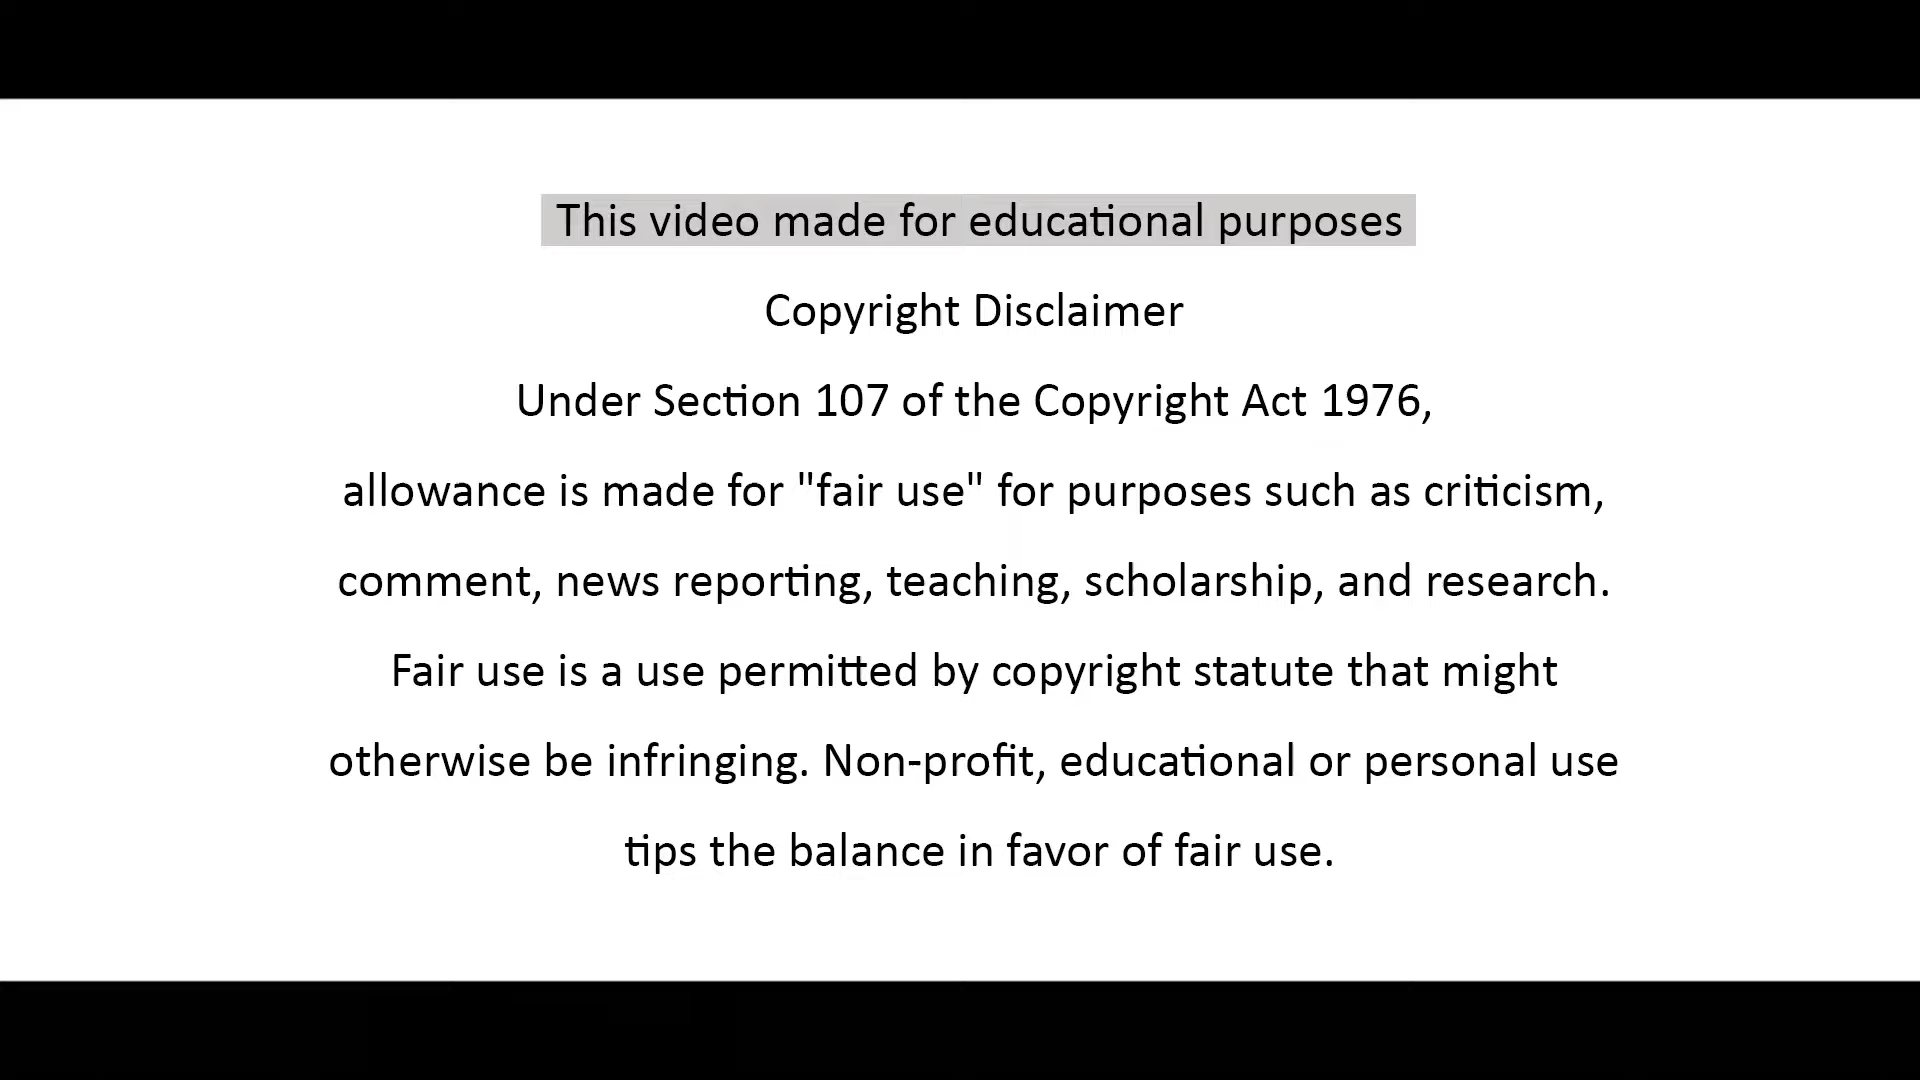 This video made for educational purposes
Copyright Disclaimer
Under Section 107 of the Copyright Act 1976,
allowance is made for "fair use" for purposes such as criticism,
comment, news reporting, teaching, scholarship, and research.
Fair use is a use permitted by copyright statute that might
otherwise be infringing. Non-profit, educational or personal use
tips the balance in favor of fair use.